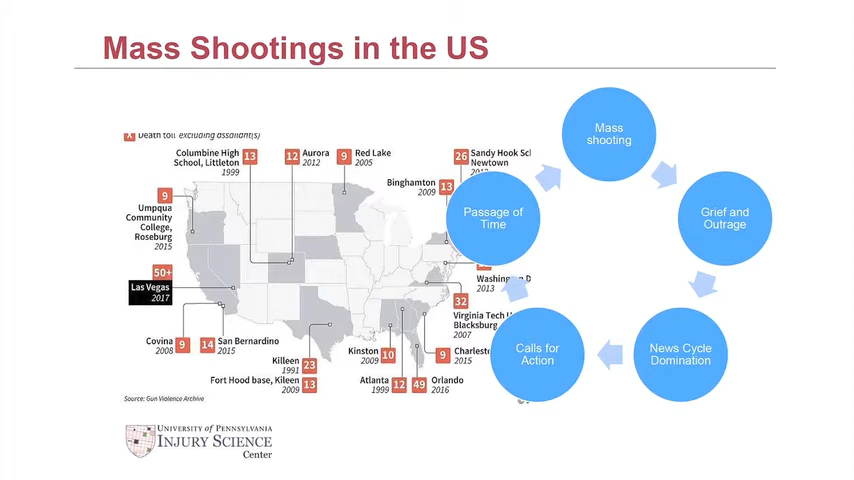 Mass Shootings in the US
Death toll excluding assailant(s)
Columbine High
School, Littleton
1999
13
12
Aurora
2012
9
Red Lake
2005
26
Sandy Hook
Newtown
Binghamton
2009
13
9
Umpqua
Community
College,
Roseburg
2015
50+
Las Vegas
2017
Washington
2013
32
Virginia Tech
Blacksburg
2007
Covina
2008
9
14
San Bernardino
2015
Killeen
1991
23
Fort Hood base, Kileen
2009
13
Kinston
2009
10
Atlanta
1999
12
49
Orlando
2016
9
2015
Source: Gun Violence Archive
Mass
shooting
Grief and
Outrage
News Cycle
Domination
Calls for
Action
Passage of
Time
UNIVERSITY OF PENNSYLVANIA
INJURY SCIENCE
Center